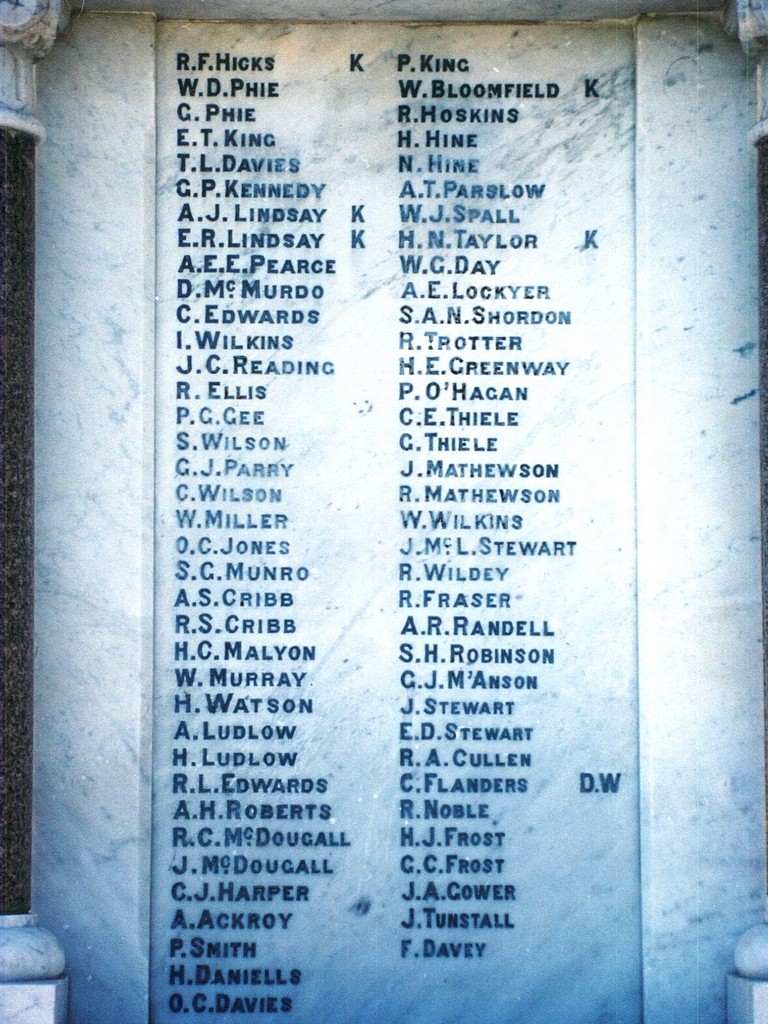 R.F.HICKS K
W.D.PHIE
G.PHIE
E.T.KING
T.L.DAVIES
G.P.KENNEDY
A.J.LINDSAY K
E.R.LINDSAY K
A.E.E.PEARCE
D.McMURDO
C.EDWARDS
I.WILKINS
J.C.READING
R.ELLIS
P.G.GEE
S.WILSON
G.J.PARRY
C.WILSON
W.MILLER
O.C.JONES
S.G.MUNRO
A.S.CRIBB
R.S.CRIBB
H.C.MALYON
W.MURRAY
H.WATSON
A.LUDLOW
H.LUDLOW
R.L.EDWARDS
A.H.ROBERTS
R.C.McDOUGALL
J.McDOUGALL
C.J.HARPER
A.ACKROY
P.SMITH
H.DANIELLS
O.C.DAVIES
P.KING
W.BLOOMFIELD K
R.HOSKINS
H.HINE
N.HINE
A.T.PARSLOW
W.J.SPALL
H.N.TAYLOR K
W.G.DAY
A.E.LOCKYER
S.A.N.SHORDON
R.TROTTER
H.E.GREENWAY
P.O'HAGAN
C.E.THIELE
G.THIELE
J.MATHEWSON
R.MATHEWSON
W.WILKINS
J.McL.STEWART
R.WILDEY
R.FRASER
A.R.RANDELL
S.H.ROBINSON
G.J.M'ANSON
J.STEWART
E.D.STEWART
R.A.CULLEN
C.FLANDERS D.W
R.NOBLE
H.J.FROST
G.C.FROST
J.A.GOWER
J.TUNSTALL
F.DAVEY